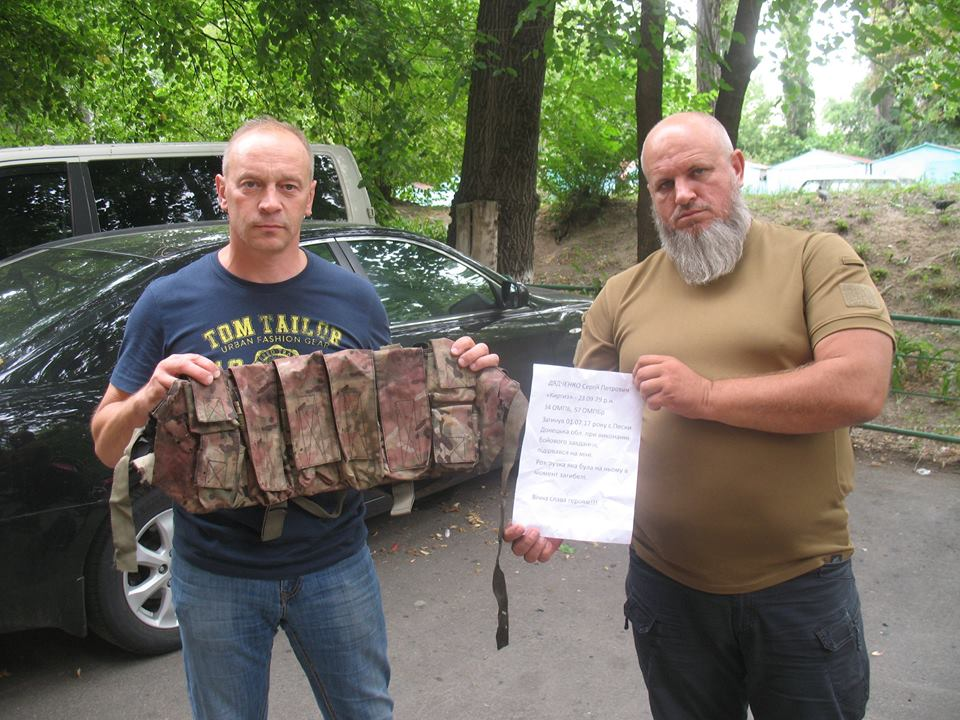 TOM TAILOR
URBAN FASHION GEAR
ДЯДЧЕНКО Сергій Петрович
«Киргиз» - 23.09.79 р.н.
34 ОМПБ, 57 ОМПБр
Загинув 01.07.17 року с.Піски
Донецька обл. при виконанні
бойового завдання,
підірвався на міні.
Розгрузка яка була на ньому в
момент загибелі.
Вічна слава героям!!!